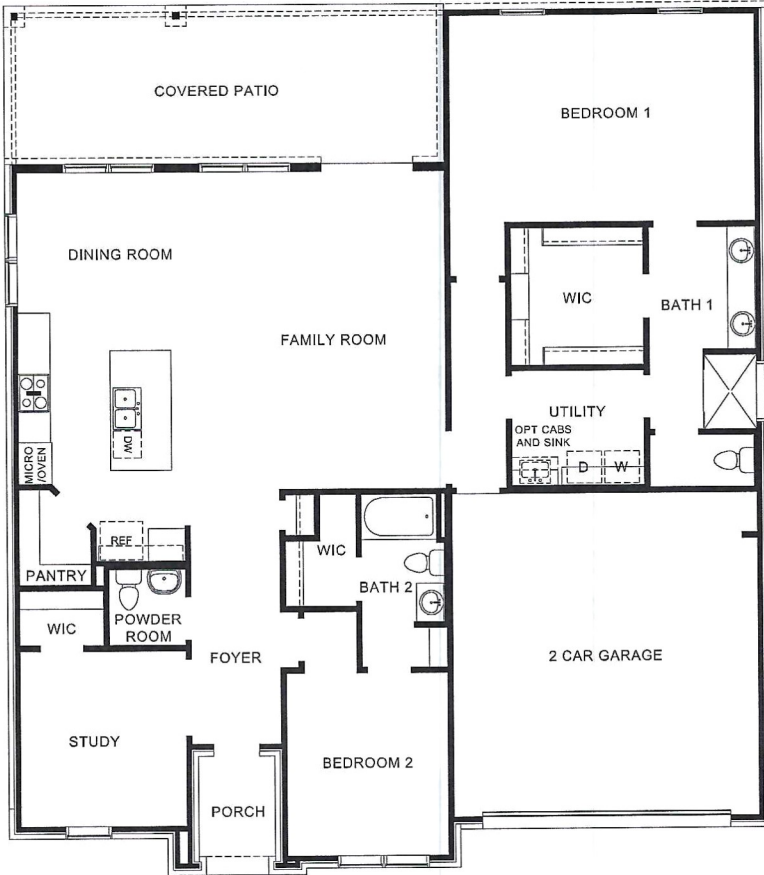 COVERED PATIO
BEDROOM 1
DINING ROOM
WIC
BATH 1
FAMILY ROOM
UTILITY
OPT CABS
AND SINK
D
W
DW
MICRO
/OVEN
REF
PANTRY
WIC
BATH 2
POWDER
ROOM
WIC
FOYER
2 CAR GARAGE
STUDY
BEDROOM 2
PORCH